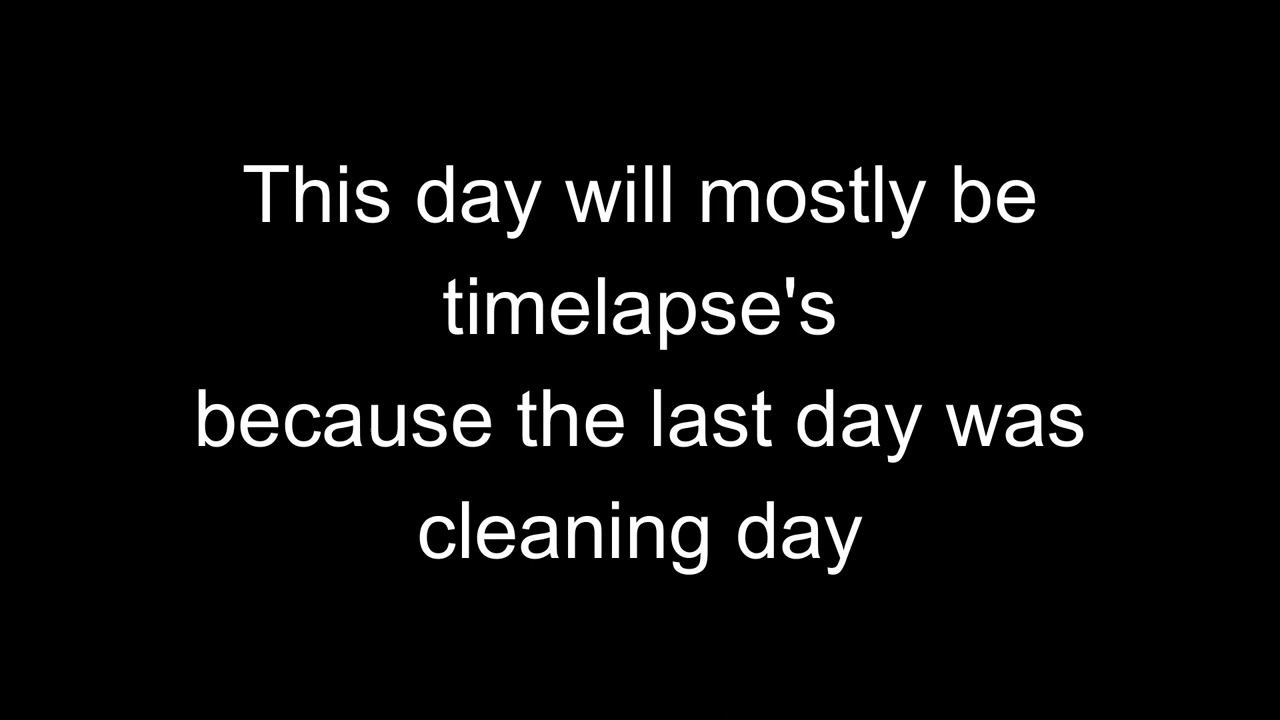 This day will mostly be
timelapse's
because the last day was
cleaning day